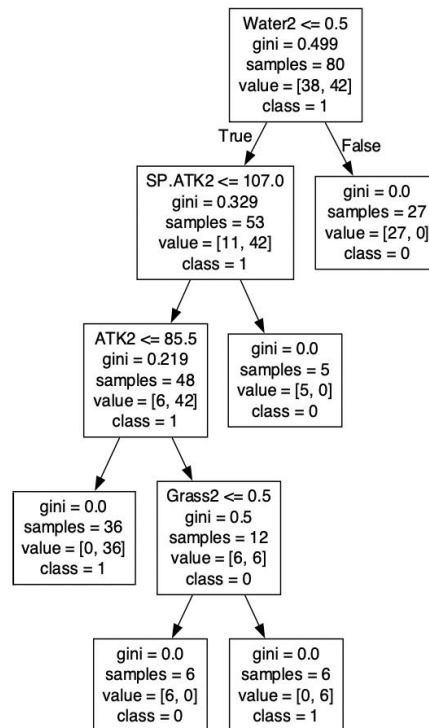 Water2 <= 0.5
gini = 0.499
samples = 80
value = [38, 42]
class = 1
True
False
SP.ATK2 <= 107.0
gini = 0.329
samples = 53
value = [11, 42]
class = 1
gini = 0.0
samples = 27
value = [27, 0]
class = 0
ATK2 <= 85.5
gini = 0.219
samples = 48
value = [6, 42]
class = 1
gini = 0.0
samples = 5
value = [5, 0]
class = 0
gini = 0.0
samples = 36
value = [0, 36]
class = 1
Grass2 <= 0.5
gini = 0.5
samples = 12
value = [6, 6]
class = 0
gini = 0.0
samples = 6
value = [6, 0]
class = 0
gini = 0.0
samples = 6
value = [0, 6]
class = 1